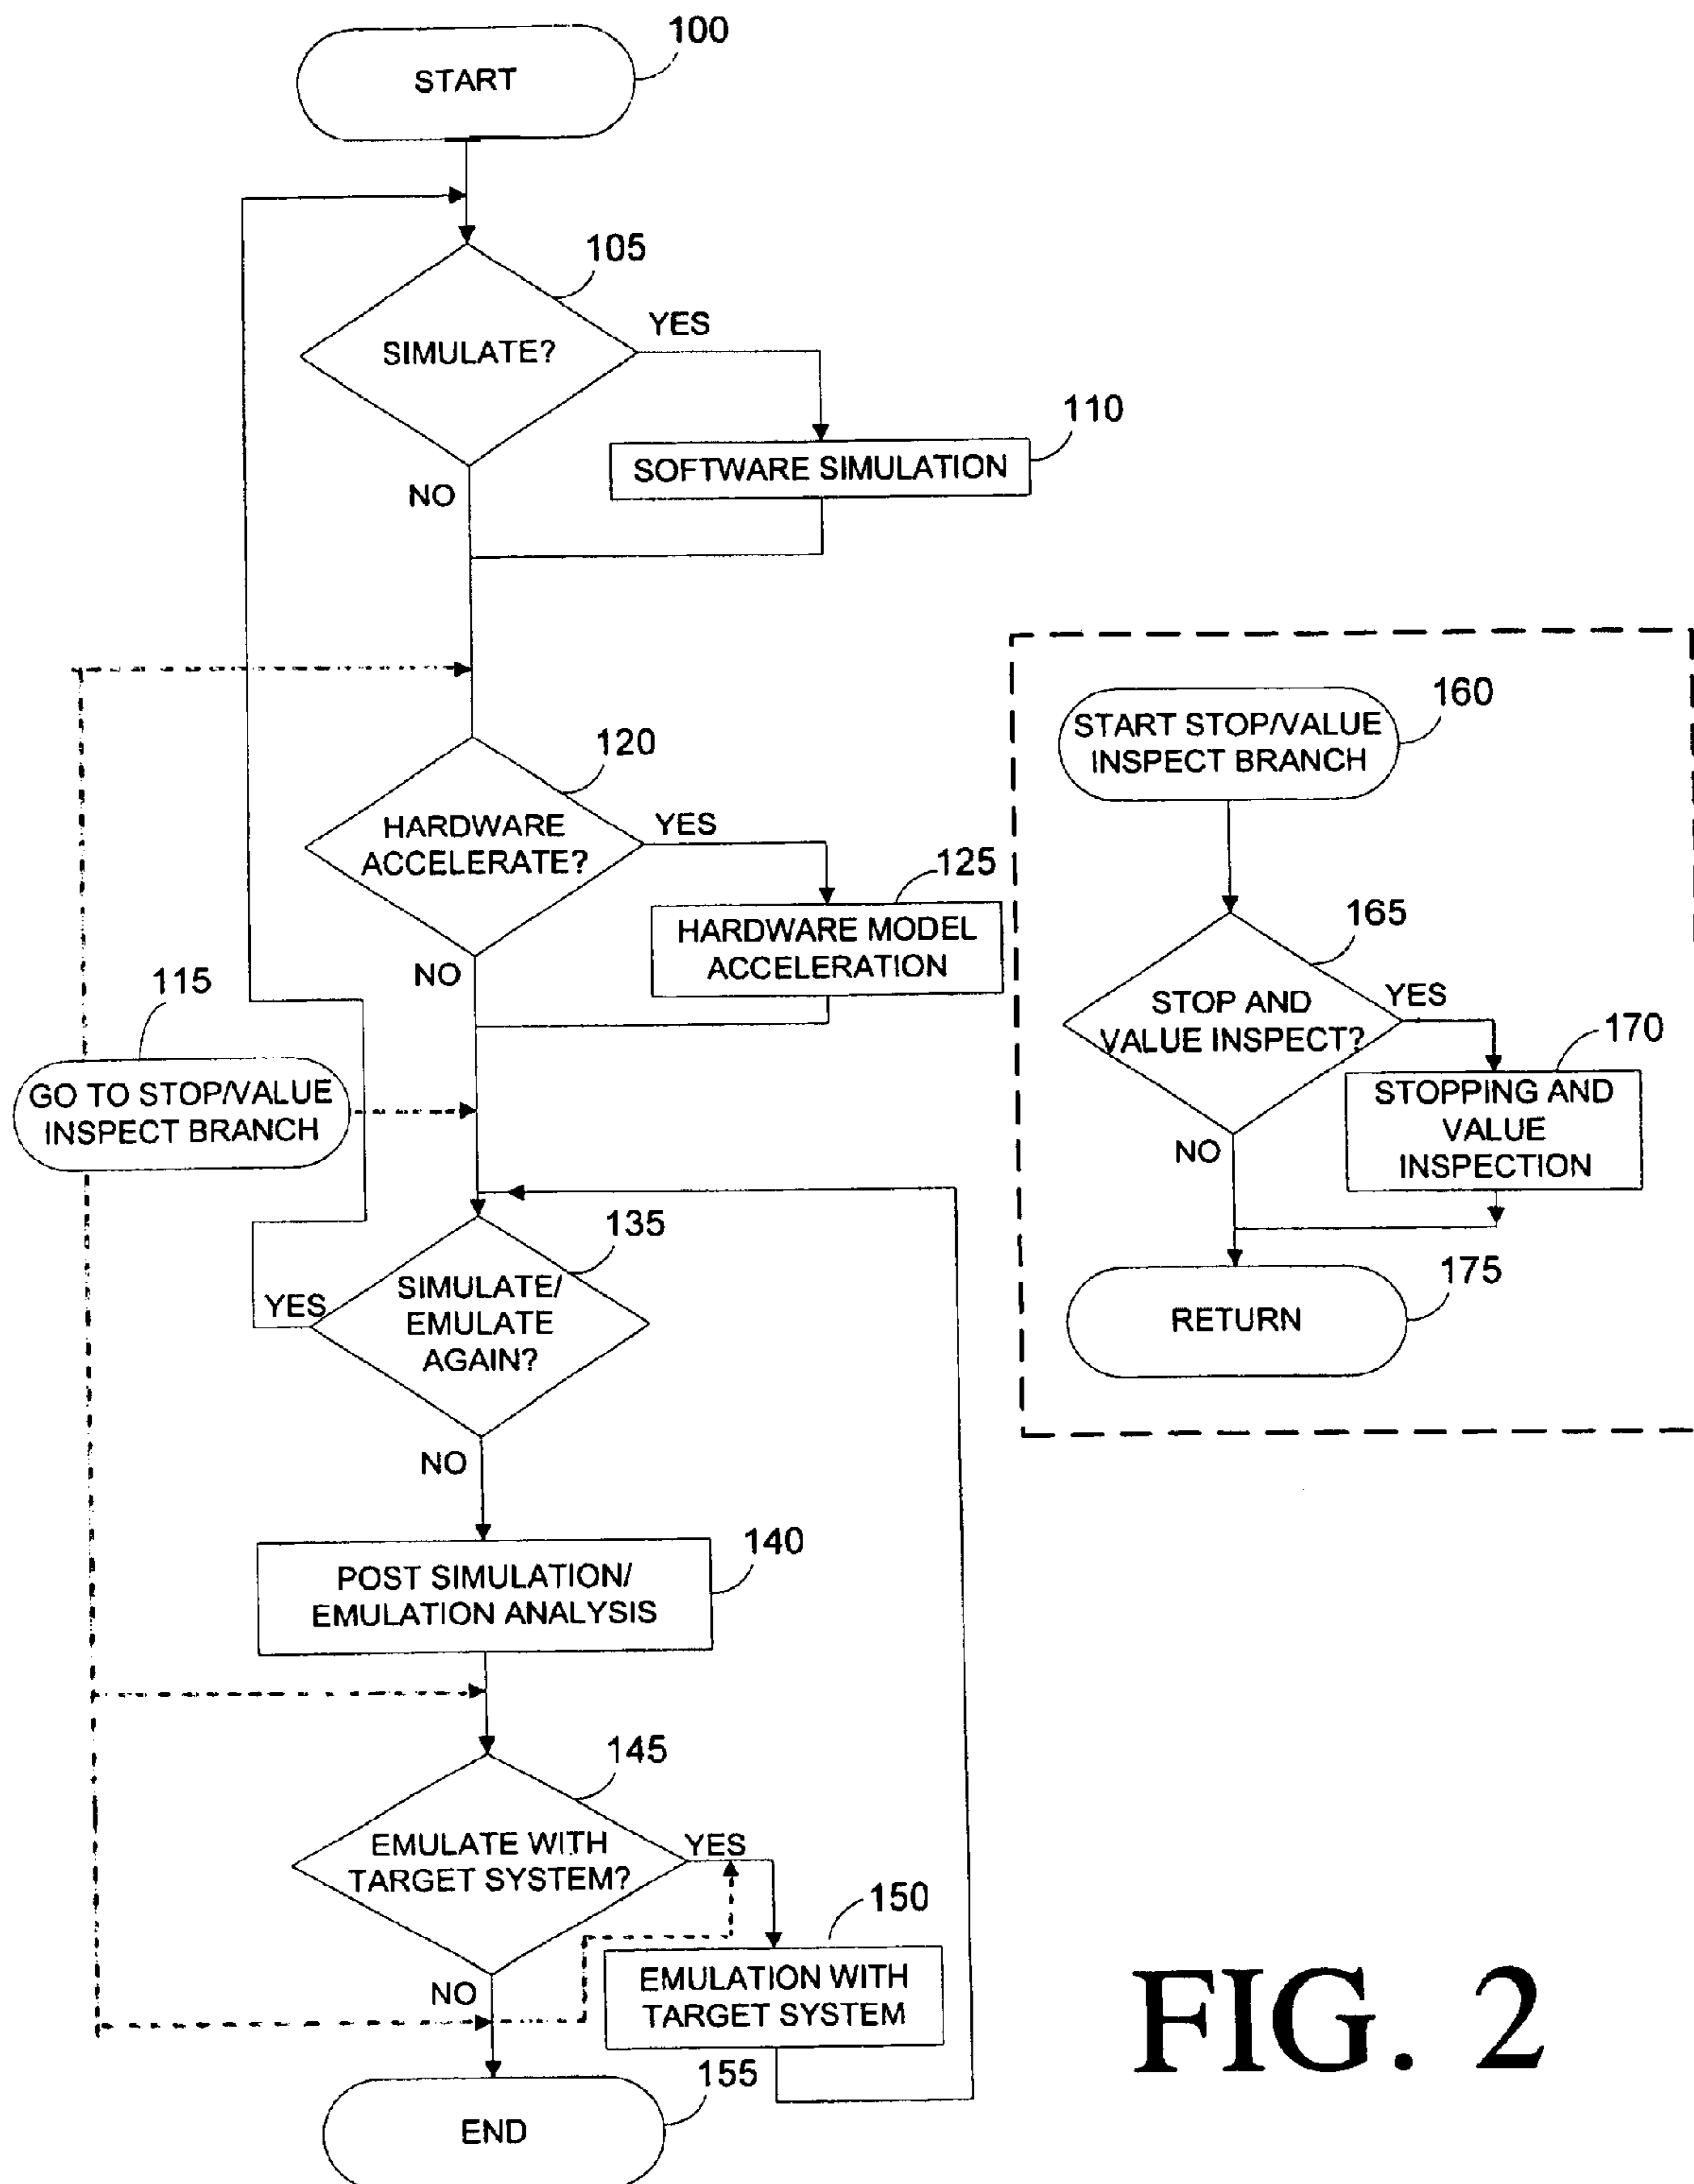 100
START
105
SIMULATE?
YES
110
SOFTWARE SIMULATION
NO
120
HARDWARE
ACCELERATE?
YES
125
HARDWARE MODEL
ACCELERATION
NO
115
GO TO STOP/VALUE
INSPECT BRANCH
135
SIMULATE/
EMULATE
AGAIN?
YES
NO
140
POST SIMULATION/
EMULATION ANALYSIS
145
EMULATE WITH
TARGET SYSTEM?
YES
150
EMULATION WITH
TARGET SYSTEM
NO
155
END
160
START STOP/VALUE
INSPECT BRANCH
165
STOP AND
VALUE INSPECT?
YES
170
STOPPING AND
VALUE
INSPECTION
NO
175
RETURN
FIG. 2